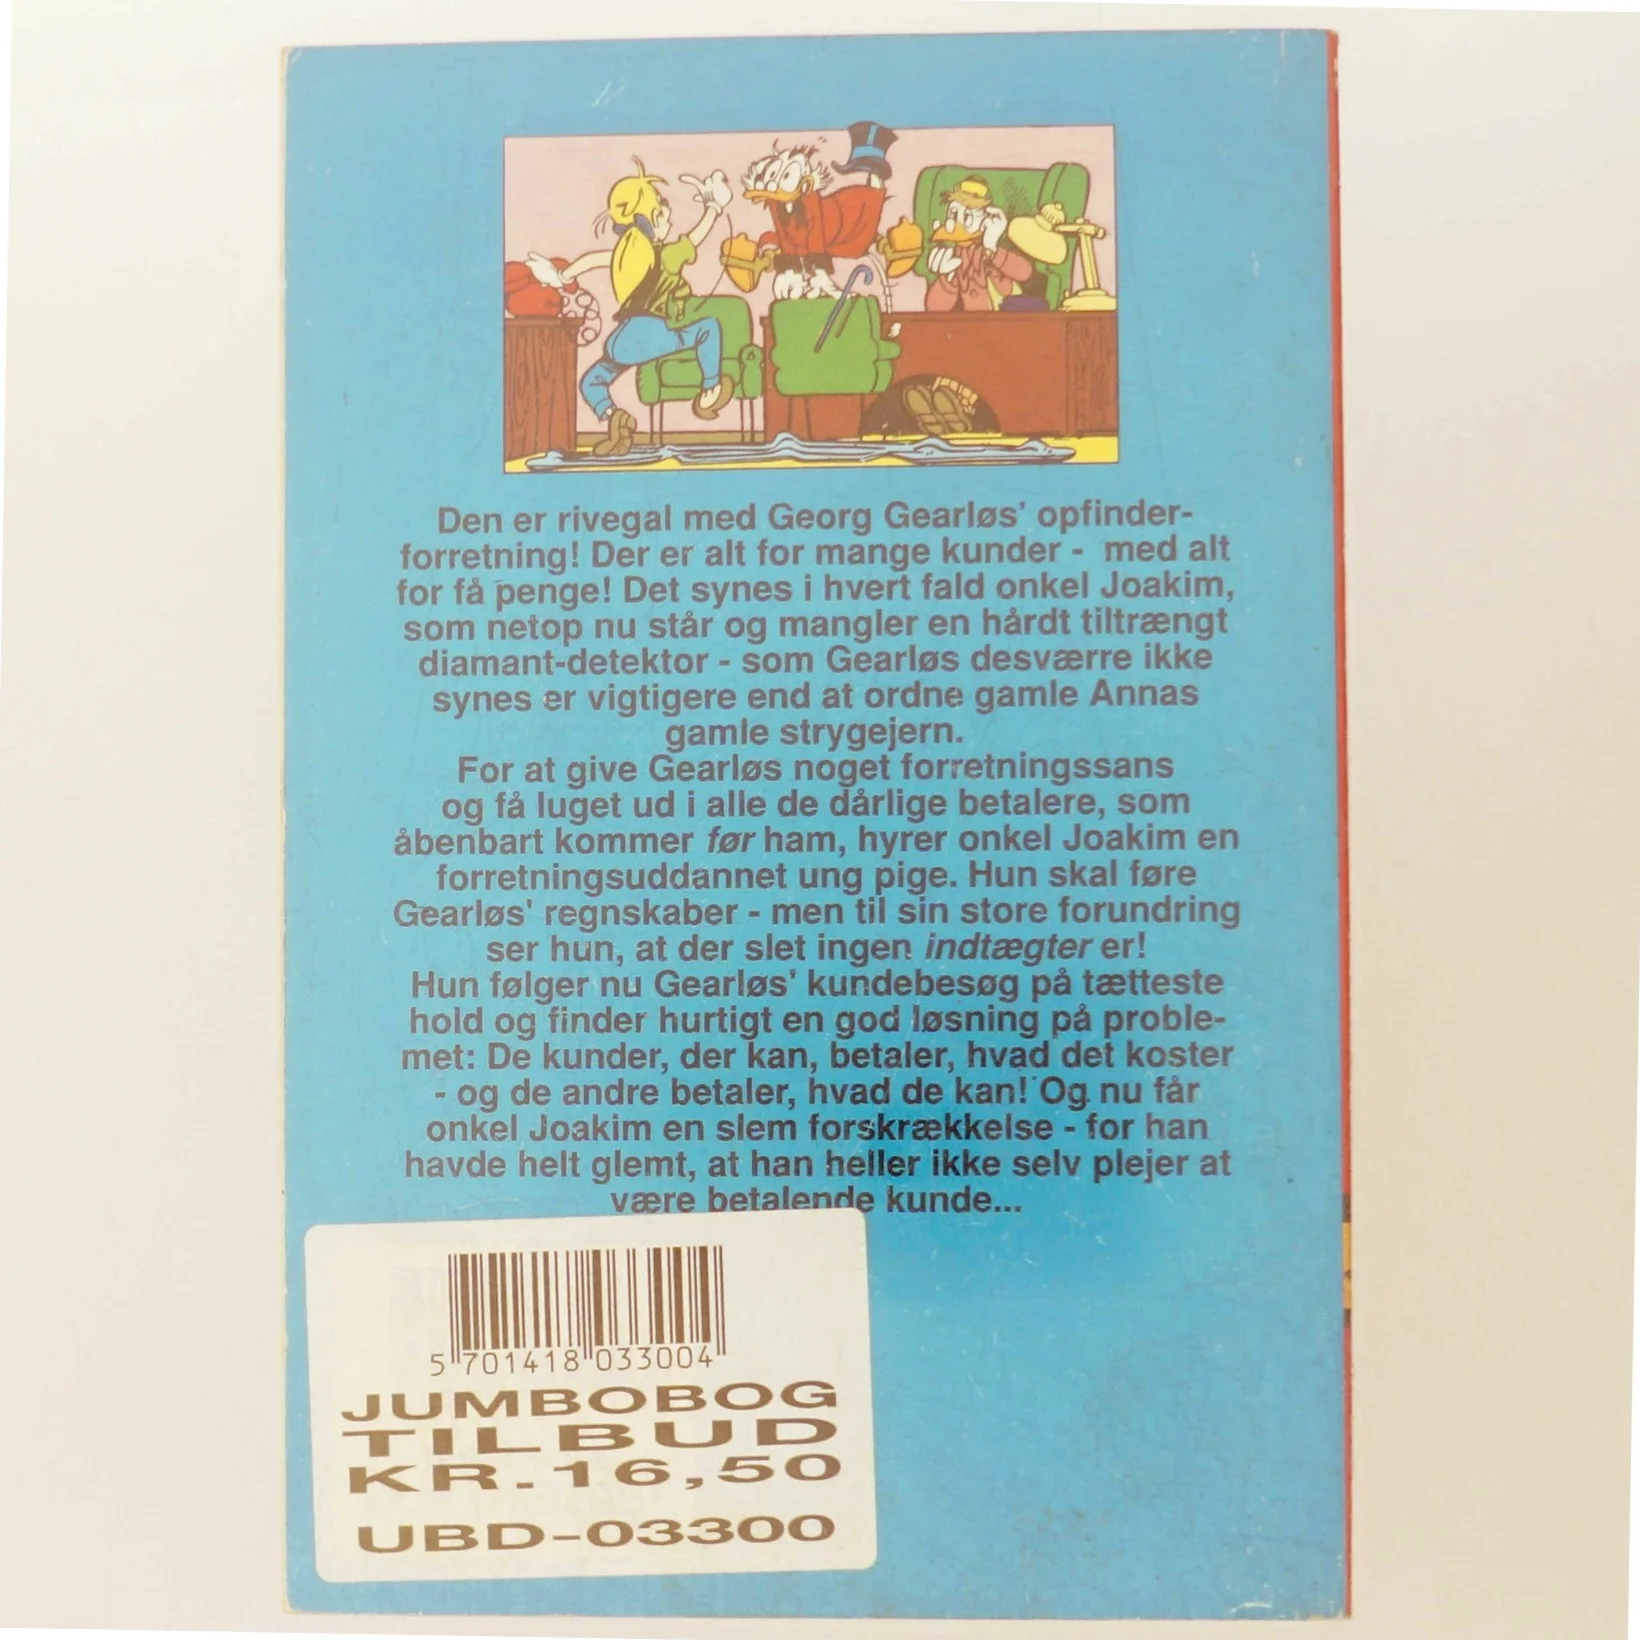 Den er rivegal med Georg Gearløs' opfinder-
forretning! Der er alt for mange kunder - med alt
for få penge! Det synes i hvert fald onkel Joakim,
som netop nu står og mangler en hårdt tiltrængt
diamant-detektor - som Gearløs desværre ikke
synes er vigtigere end at ordne gamle Annas
gamle strygejern.
For at give Gearløs noget forretningssans
og få luget ud i alle de dårlige betalere, som
åbenbart kommer før ham, hyrer onkel Joakim en
forretningsuddannet ung pige. Hun skal føre
Gearløs' regnskaber - men til sin store forundring
ser hun, at der slet ingen indtægter er!
Hun følger nu Gearløs' kundebesøg på tætteste
hold og finder hurtigt en god løsning på proble-
met: De kunder, der kan, betaler, hvad det koster
- og de andre betaler, hvad de kan! Og nu får
onkel Joakim en slem forskrækkelse - for han
havde helt glemt, at han heller ikke selv plejer at
være betalende kunde...
5 701418 033004
JUMBOBOG
TILBUD
KR.16,50
UBD-03300